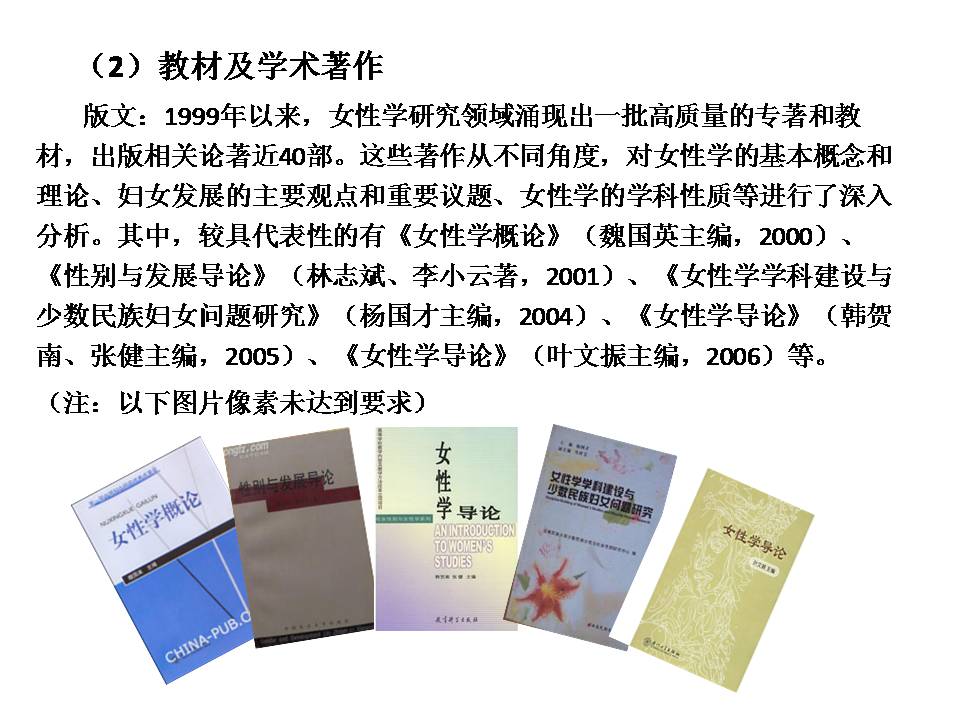 （2）教材及学术著作
版文：1999年以来，女性学研究领域涌现出一批高质量的专著和教
材，出版相关论著近40部。这些著作从不同角度，对女性学的基本概念和
理论、妇女发展的主要观点和重要议题、女性学的学科性质等进行了深入
分析。其中，较具代表性的有《女性学概论》（魏国英主编，2000）、
《性别与发展导论》（林志斌、李小云著，2001）、《女性学学科建设与
少数民族妇女问题研究》（杨国才主编，2004）、《女性学导论》（韩贺
南、张健主编，2005）、《女性学导论》（叶文振主编，2006）等。
（注：以下图片像素未达到要求）
NUXINGXUE GAILUN
女性学概论
魏国英 主编
CHINA-PUB.C
性别与发展导论
女性学导论
AN INTRODUCTION
TO WOMEN'S
STUDIES
韩贺南 张健 主编
教育科学出版社
女性学学科建设与
少数民族妇女问题研究
女性学导论
叶文振 主编